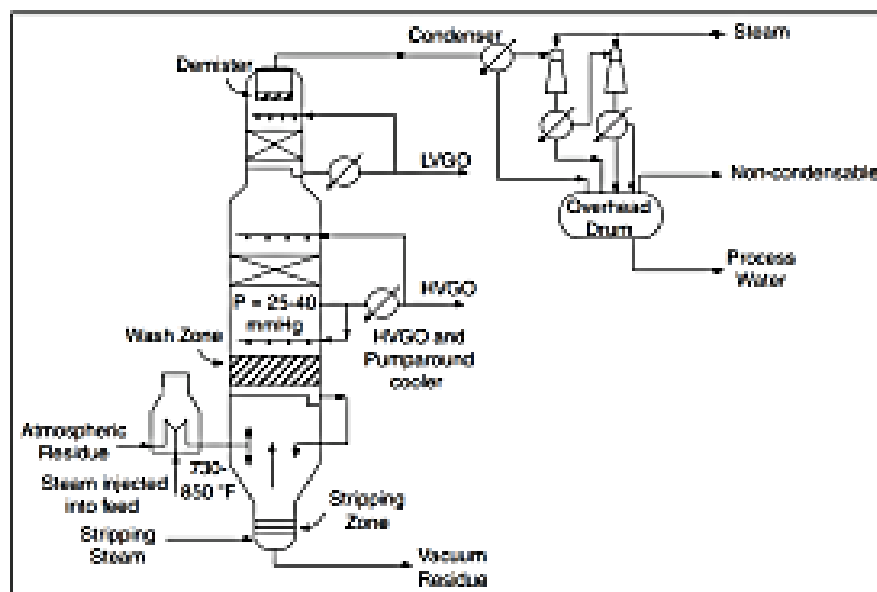 Condenser
Steam
Demister
LVGO
Non-condensable
Overhead
Drum
Process
Water
HVGO
P = 25-40
mmHg
Wash Zone
HVGO and
Pumparound
cooler
Atmospheric
Residue
730-
850 °F
Steam injected
into feed
Stripping
Zone
Stripping
Steam
Vacuum
Residue